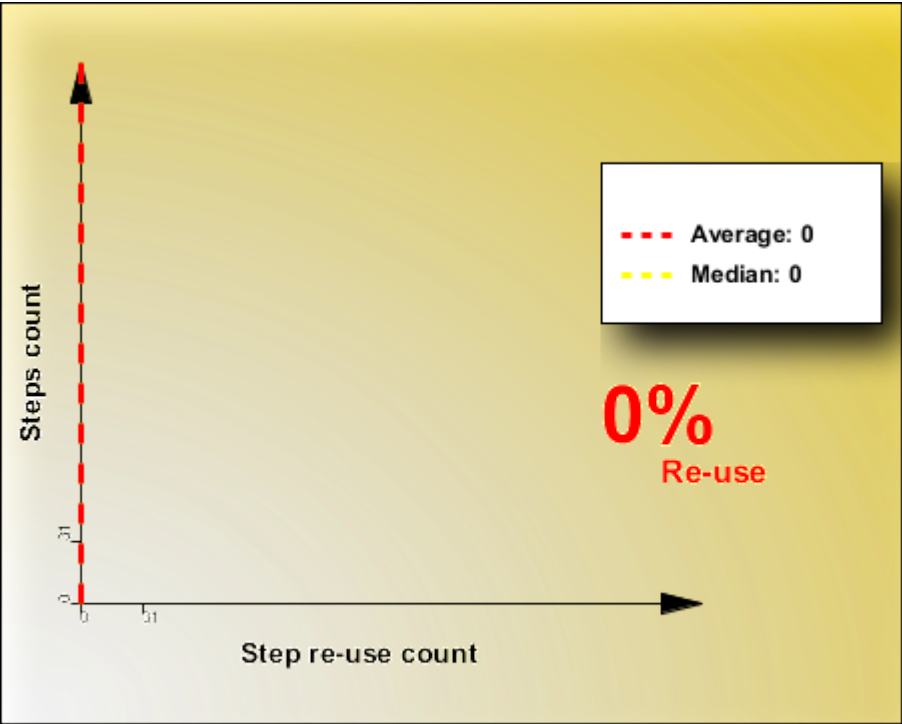 Average: 0
Median: 0
Steps count
0%
Re-use
0
0
Step re-use count